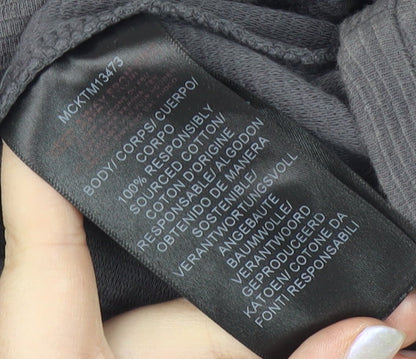 MCKTM13473
BODY/ CORPS/ CUERPO/
CORPO
100% RESPONSIBLY
SOURCED COTTON/
COTON D'ORIGINE
RESPONSABLE/ ALGODON
OBTENIDO DE MANERA
SOSTENIBLE/
VERANTWORTUNGSVOLL
ANGEBAUTE
BAUMWOLLE/
VERANTWOORD
GEPRODUCEERD
KATOEN/ COTONE DA
FONTI RESPONSABILI/